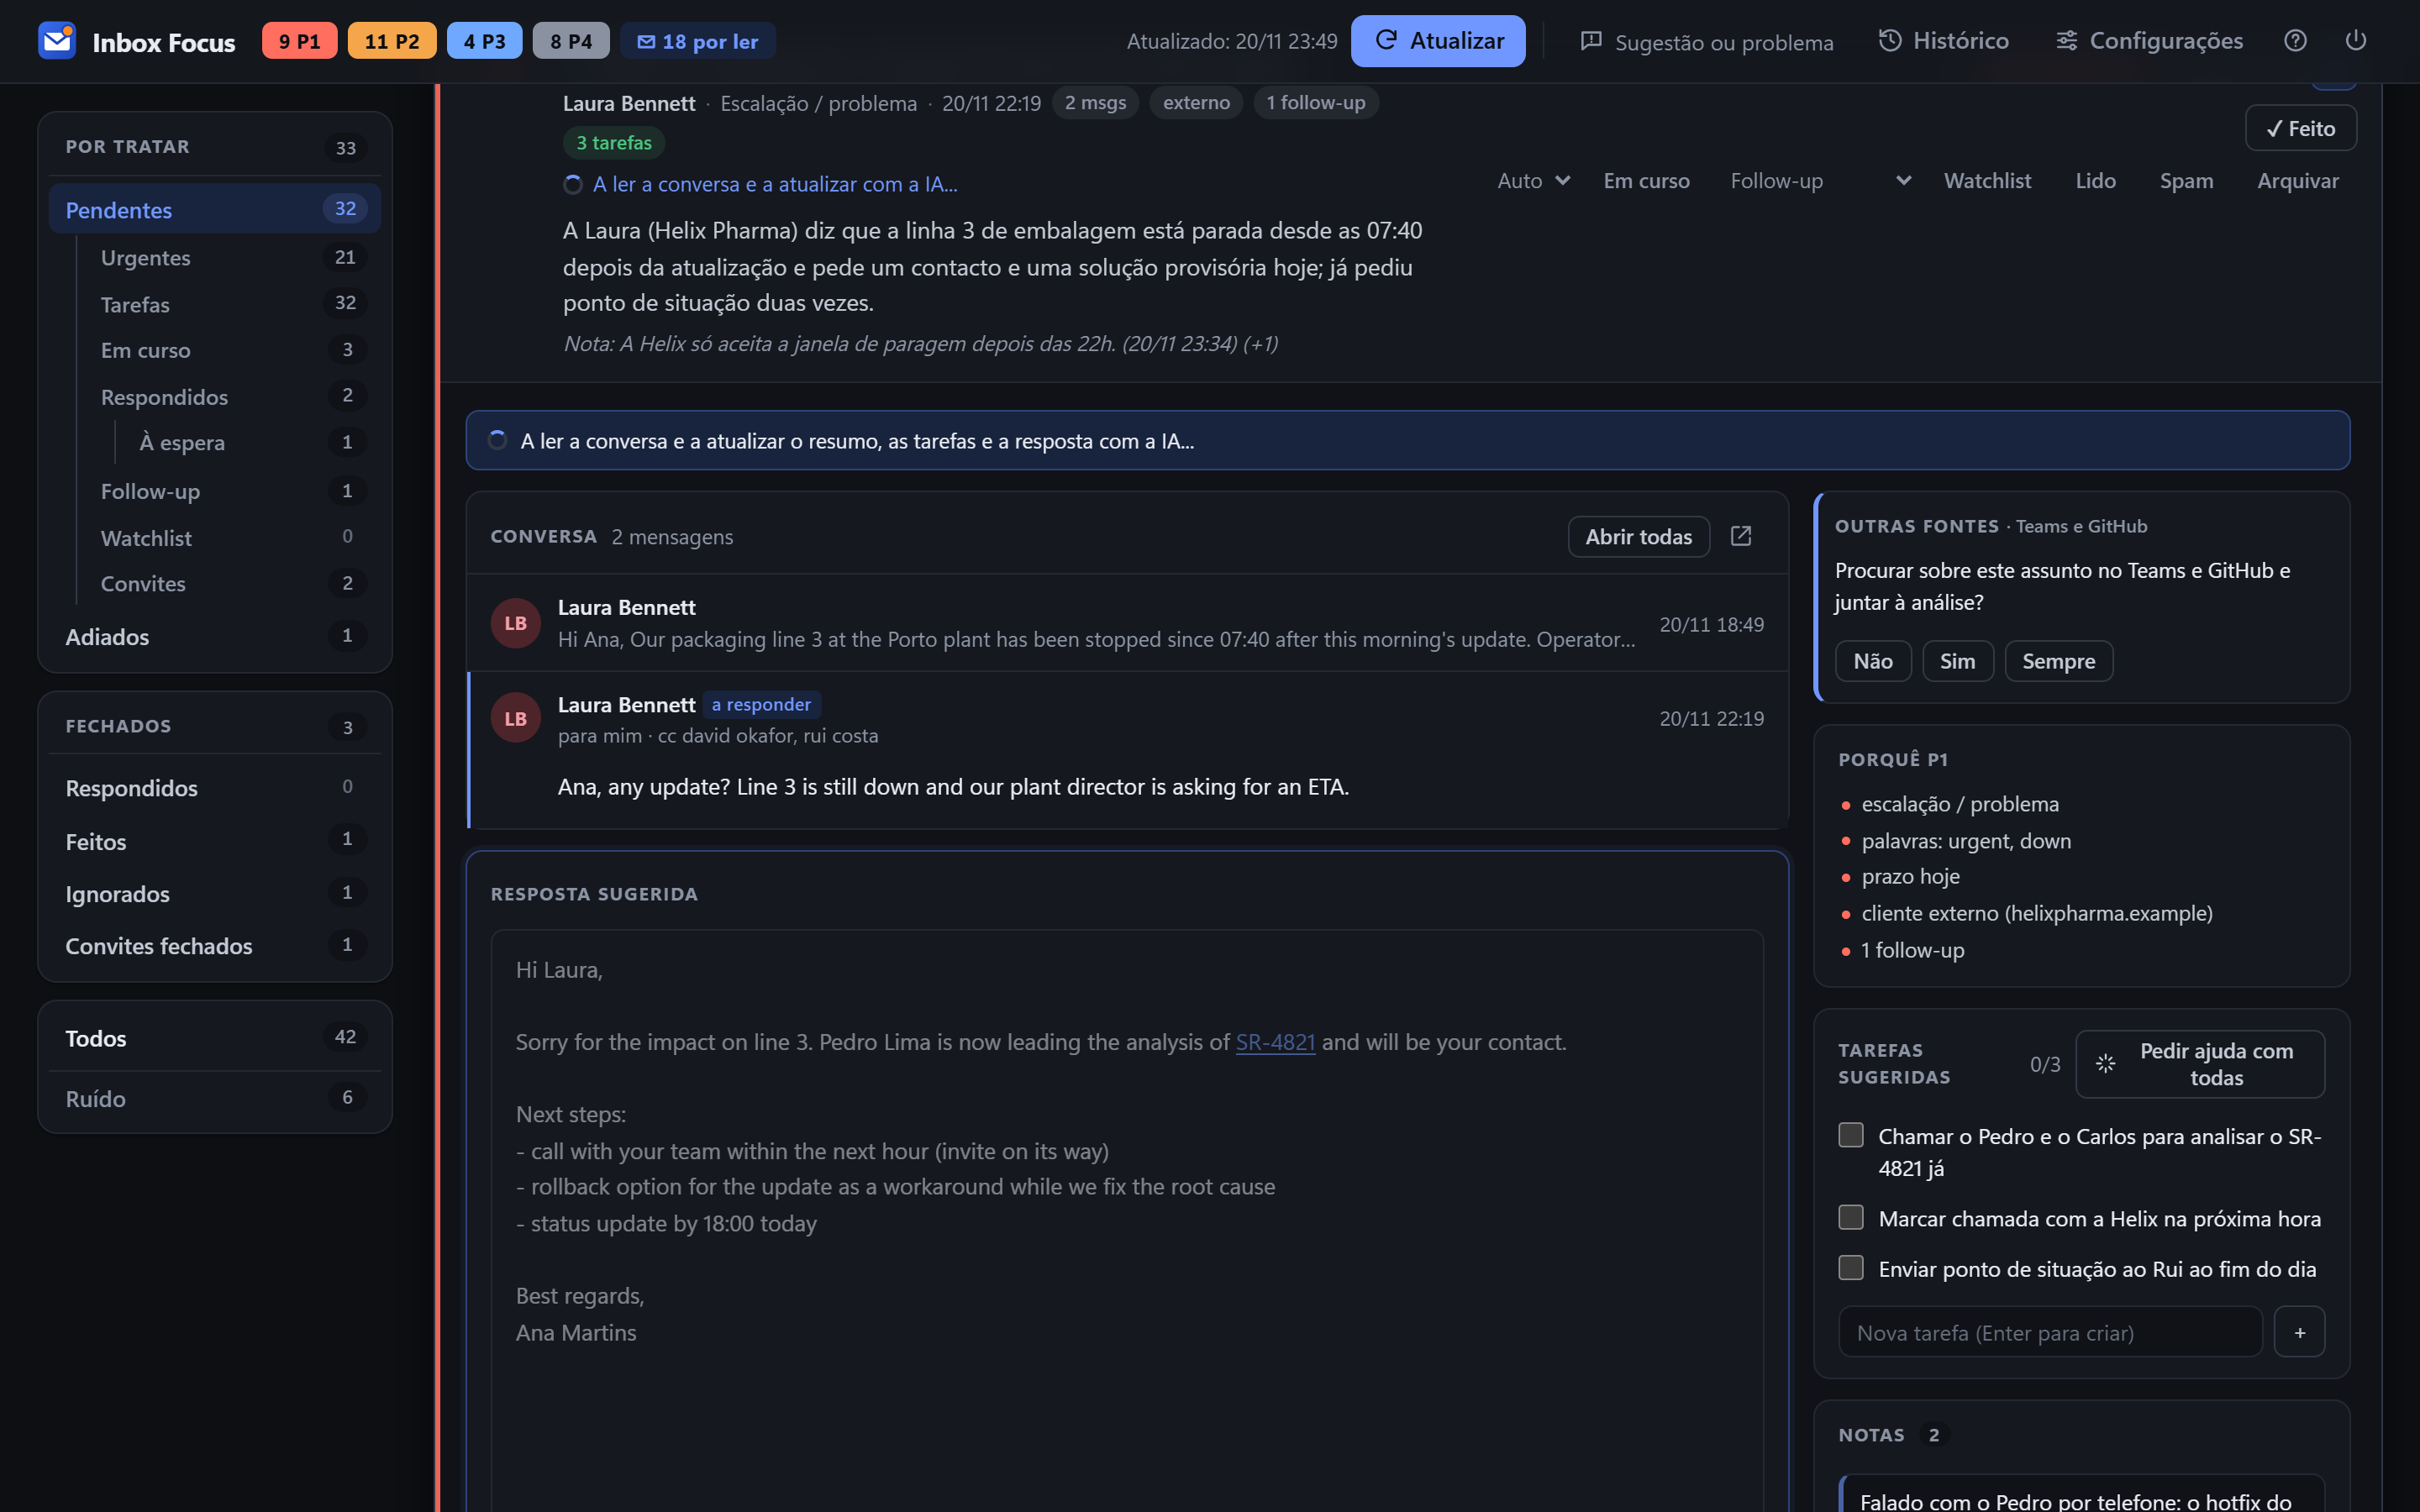 Inbox Focus
9 P1
11 P2
4 P3
8 P4
18 por ler
Atualizado: 20/11 23:49
Atualizar
Sugestão ou problema
Histórico
Configurações
POR TRATAR 33
Pendentes 32
Urgentes 21
Tarefas 32
Em curso 3
Respondidos 2
À espera 1
Follow-up 1
Watchlist 0
Convites 2
Adiados 1
FECHADOS 3
Respondidos 0
Feitos 1
Ignorados 1
Convites fechados 1
Todos 42
Ruído 6
Laura Bennett · Escalação / problema · 20/11 22:19 2 msgs externo 1 follow-up
3 tarefas
A ler a conversa e a atualizar com a IA...
A Laura (Helix Pharma) diz que a linha 3 de embalagem está parada desde as 07:40
depois da atualização e pede um contacto e uma solução provisória hoje; já pediu
ponto de situação duas vezes.
Nota: A Helix só aceita a janela de paragem depois das 22h. (20/11 23:34) (+1)
✓ Feito
Auto Em curso Follow-up Watchlist Lido Spam Arquivar
A ler a conversa e a atualizar o resumo, as tarefas e a resposta com a IA...
CONVERSA 2 mensagens
Abrir todas
LB
Laura Bennett
Hi Ana, Our packaging line 3 at the Porto plant has been stopped since 07:40 after this morning's update. Operator...
20/11 18:49
LB
Laura Bennett a responder
para mim · cc david okafor, rui costa
20/11 22:19
Ana, any update? Line 3 is still down and our plant director is asking for an ETA.
RESPOSTA SUGERIDA
Hi Laura,
Sorry for the impact on line 3. Pedro Lima is now leading the analysis of SR-4821 and will be your contact.
Next steps:
- call with your team within the next hour (invite on its way)
- rollback option for the update as a workaround while we fix the root cause
- status update by 18:00 today
Best regards,
Ana Martins
OUTRAS FONTES · Teams e GitHub
Procurar sobre este assunto no Teams e GitHub e
juntar à análise?
Não Sim Sempre
PORQUÊ P1
• escalação / problema
• palavras: urgent, down
• prazo hoje
• cliente externo (helixpharma.example)
• 1 follow-up
TAREFAS
SUGERIDAS
0/3
Pedir ajuda com
todas
Chamar o Pedro e o Carlos para analisar o SR-
4821 já
Marcar chamada com a Helix na próxima hora
Enviar ponto de situação ao Rui ao fim do dia
Nova tarefa (Enter para criar)
+
NOTAS 2
Falado com o Pedro por telefone: o hotfix do